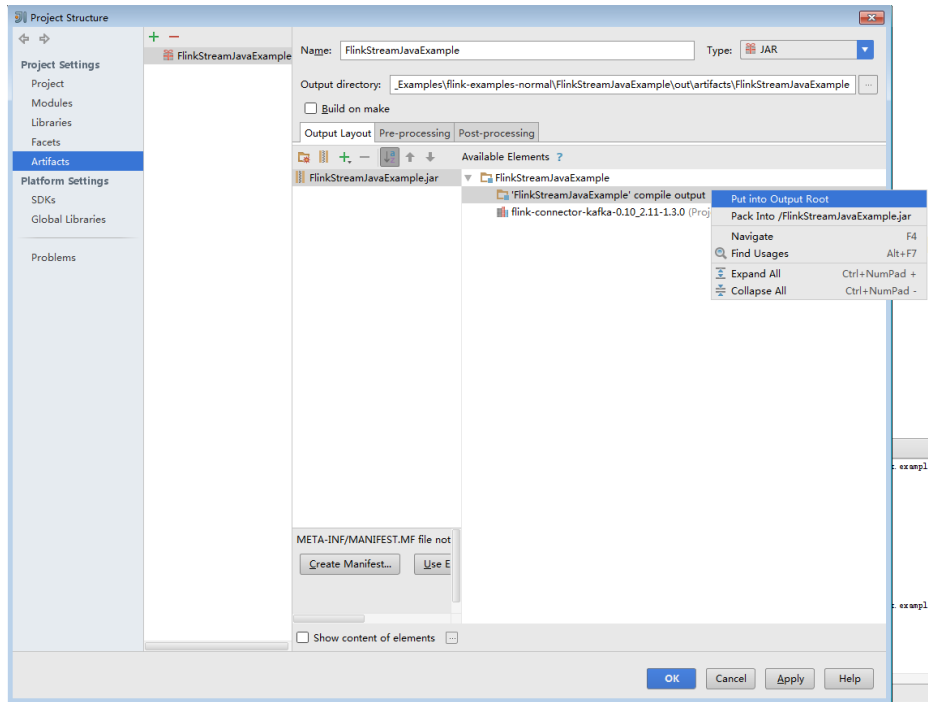 Project Structure
Project Settings
Project
Modules
Libraries
Facets
Artifacts
Platform Settings
SDKs
Global Libraries
Problems
FlinkStreamJavaExample
Name: FlinkStreamJavaExample Type: JAR
Output directory: _Examples\flink-examples-normal\FlinkStreamJavaExample\out\artifacts\FlinkStreamJavaExample ...
Build on make
Output Layout Pre-processing Post-processing
Available Elements ?
FlinkStreamJavaExample.jar
FlinkStreamJavaExample
'FlinkStreamJavaExample' compile output
flink-connector-kafka-0.10_2.11-1.3.0 (Proj
Put into Output Root
Pack Into /FlinkStreamJavaExample.jar
Navigate F4
Find Usages Alt+F7
Expand All Ctrl+NumPad +
Collapse All Ctrl+NumPad -
META-INF/MANIFEST.MF file not
Create Manifest... Use E
Show content of elements ...
OK Cancel Apply Help
. exampl
. exampl